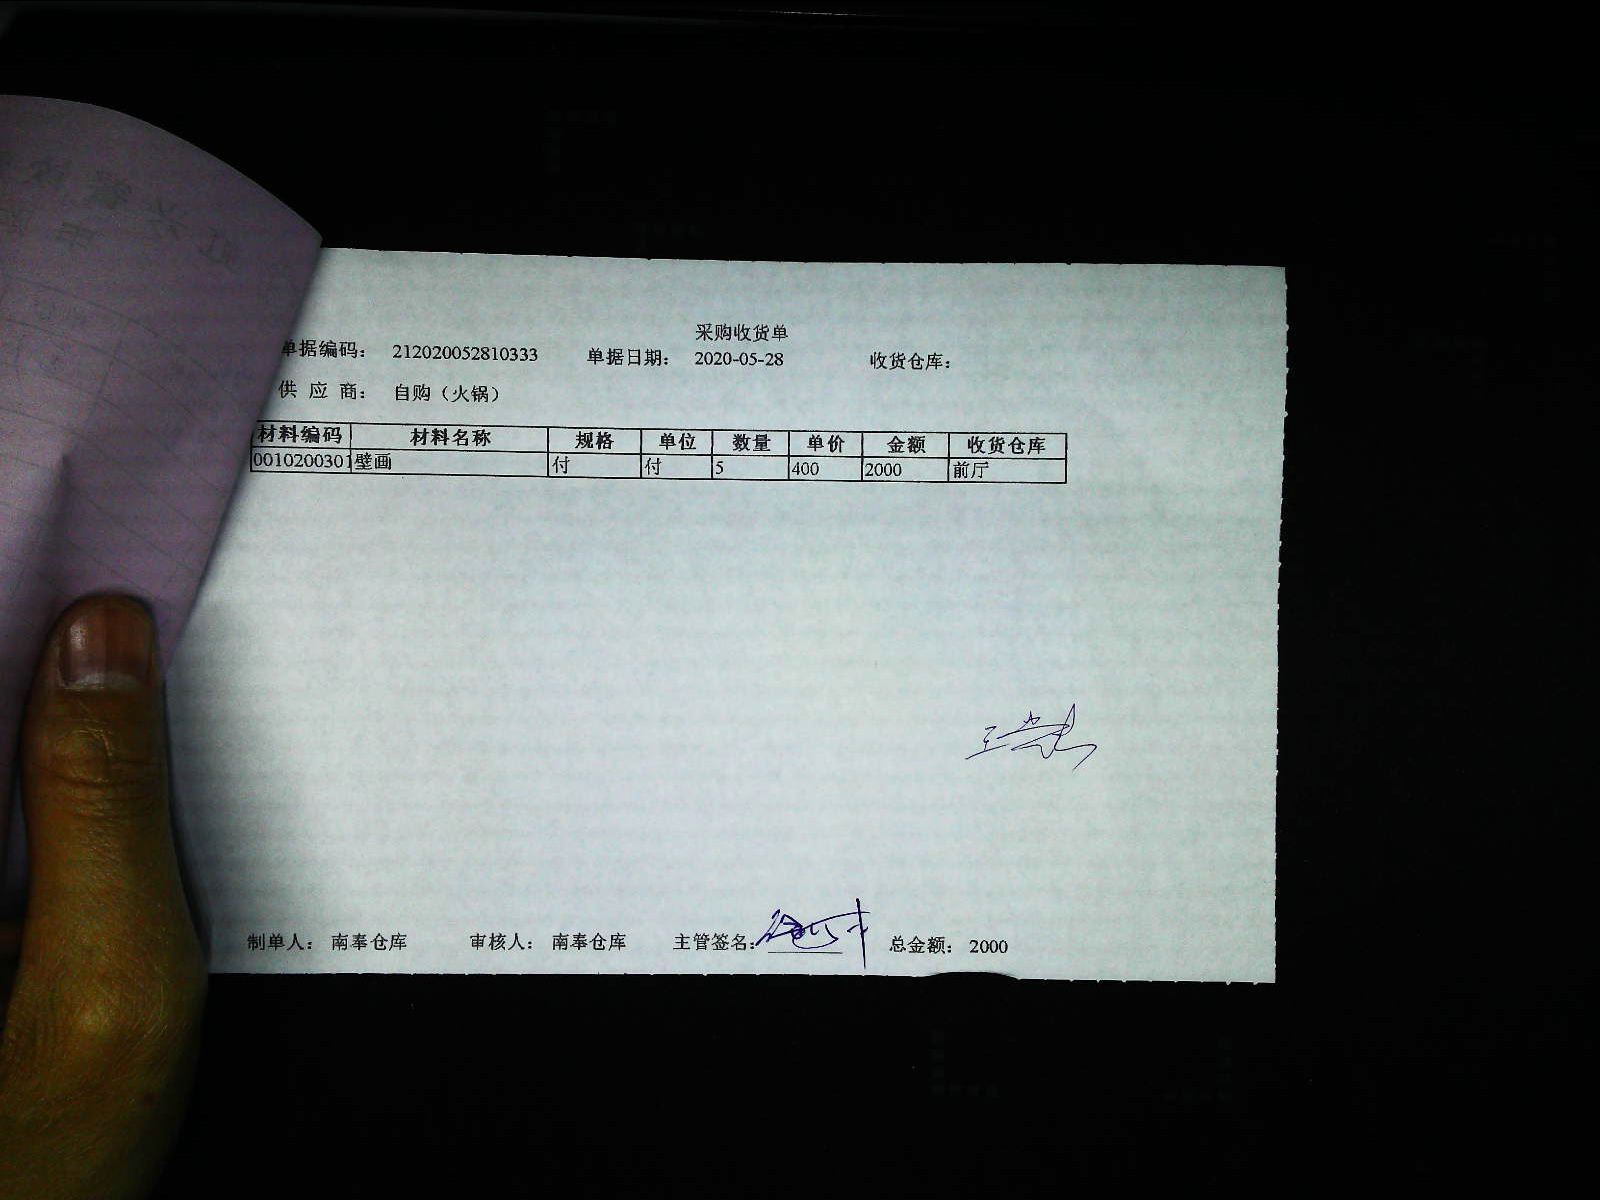 采购收货单
单据编码： 212020052810333 单据日期： 2020-05-28 收货仓库：
供 应 商： 自购（火锅）
材料编码 材料名称 规格 单位 数量 单价 金额 收货仓库
0010200301 壁画 付 付 5 400 2000 前厅
制单人： 南奉仓库 审核人： 南奉仓库 主管签名： 总金额： 2000